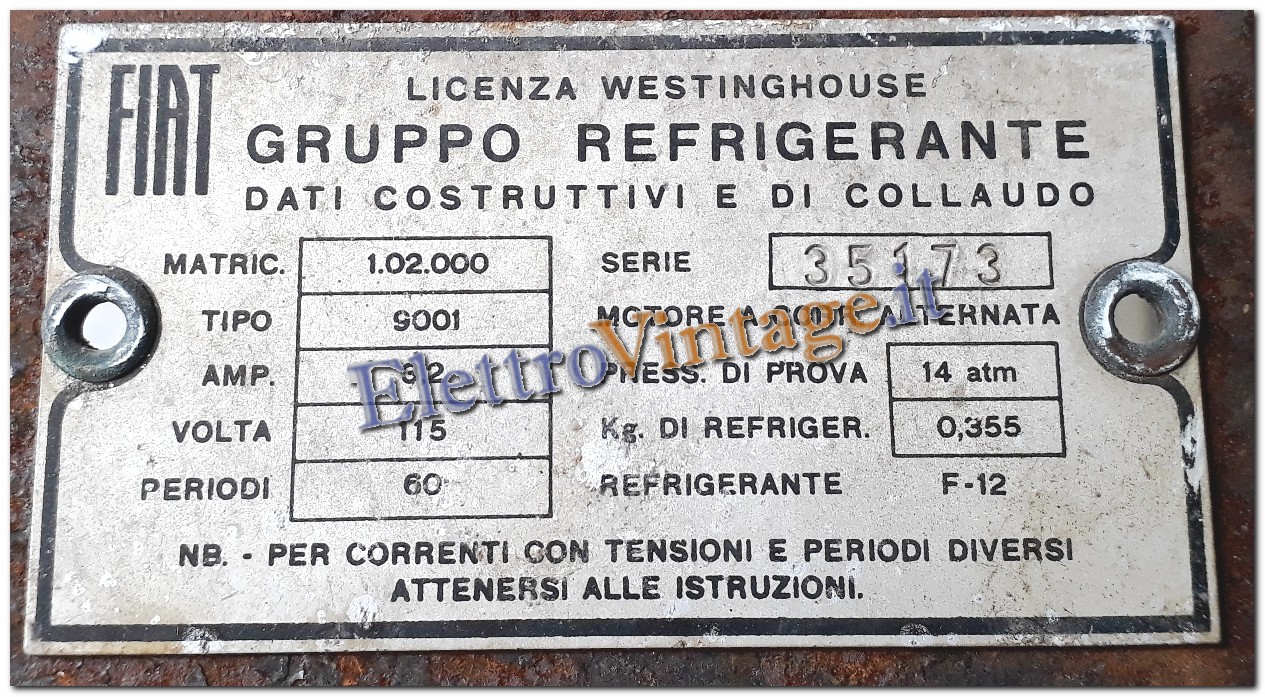 FIAT
LICENZA WESTINGHOUSE
GRUPPO REFRIGERANTE
DATI COSTRUTTIVI E DI COLLAUDO
MATRIC. 1.02.000 SERIE 35173
TIPO 9001 MOTORE A ALTERNATA
AMP. PRESS. DI PROVA 14 atm
VOLTA 115 Kg. DI REFRIGER. 0,355
PERIODI 60 REFRIGERANTE F-12
NB. - PER CORRENTI CON TENSIONI E PERIODI DIVERSI
ATTENERSI ALLE ISTRUZIONI.
ElettroVintage.it